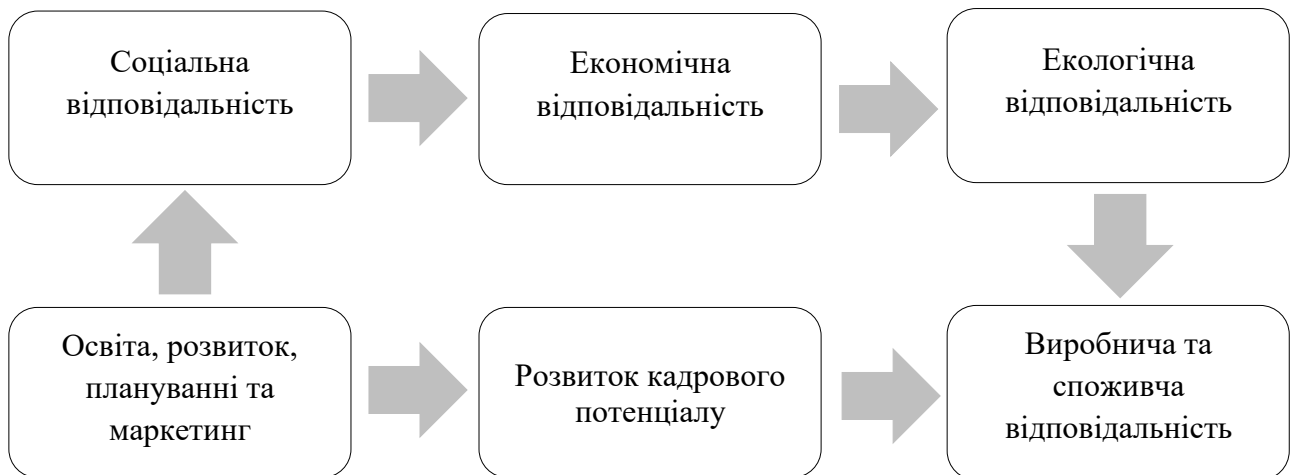 Соціальна
відповідальність
Економічна
відповідальність
Екологічна
відповідальність
Освіта, розвиток,
плануванні та
маркетинг
Розвиток кадрового
потенціалу
Виробнича та
споживча
відповідальність